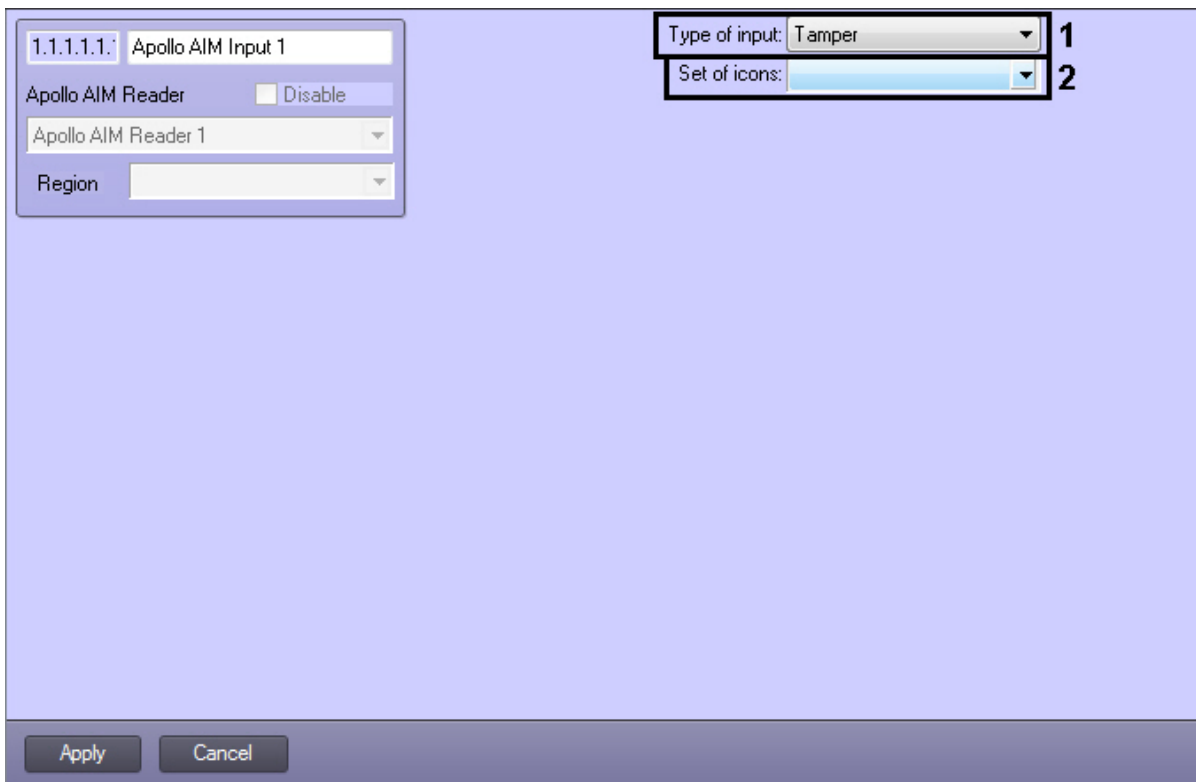 1.1.1.1.1. Apollo AIM Input 1
Apollo AIM Reader Disable
Apollo AIM Reader 1
Region
Type of input: Tamper 1
Set of icons: 2
Apply Cancel